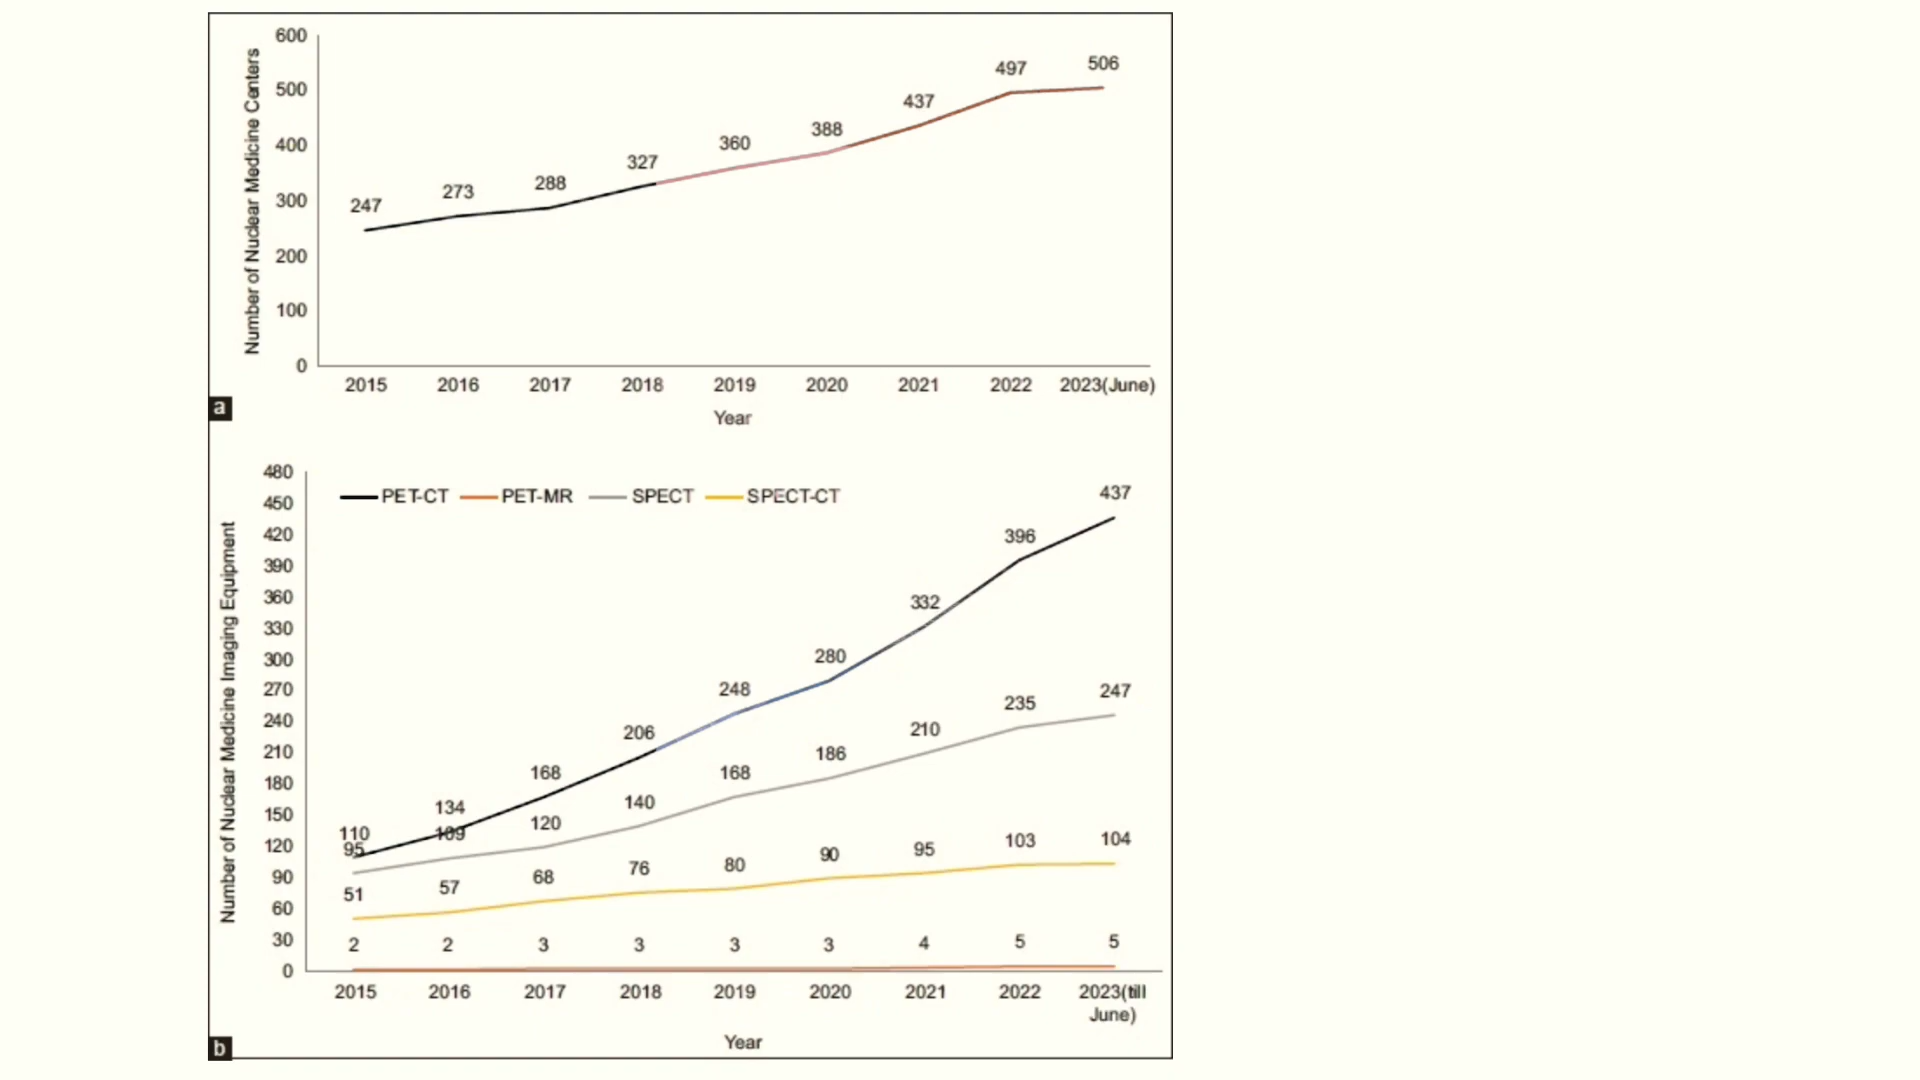 Number of Nuclear Medicine Centers
600
500
400
300
200
100
0
247
273
288
327
360
388
437
497
506
2015 2016 2017 2018 2019 2020 2021 2022 2023(June)
Year
a
Number of Nuclear Medicine Imaging Equipment
480
450
420
390
360
330
300
270
240
210
180
150
120
90
60
30
0
PET-CT PET-MR SPECT SPECT-CT
110 134 168 206 248 280 332 396 437
95 109 120 140 168 186 210 235 247
51 57 68 76 80 90 95 103 104
2 2 3 3 3 3 4 5 5
2015 2016 2017 2018 2019 2020 2021 2022 2023(till
June)
Year
b